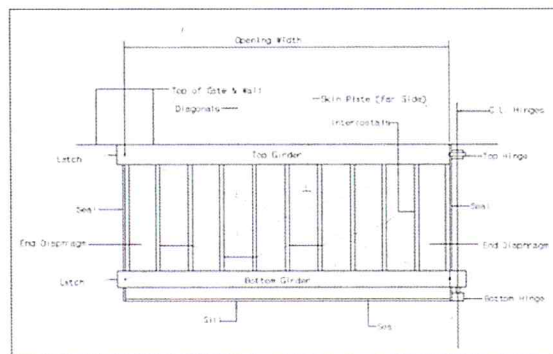 Opening Width
Top of Gate & Wall
Skin Plate (Far Side)
Diagonals
C.L. Hinges
Intercostals
Latch
Top Girder
Top Hinge
Seal
Seal
End Diaphragm
End Diaphragm
Latch
Bottom Girder
Bottom Hinge
Sill